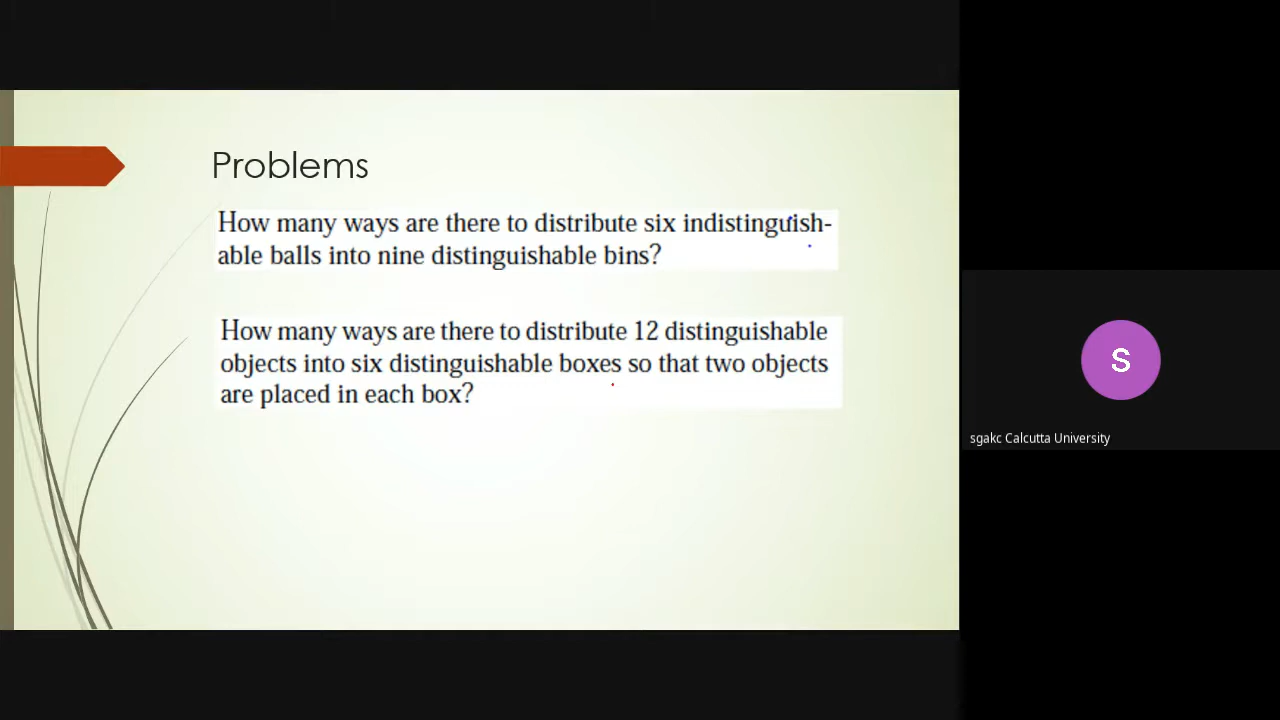 Problems
How many ways are there to distribute six indistinguish-
able balls into nine distinguishable bins?
How many ways are there to distribute 12 distinguishable
objects into six distinguishable boxes so that two objects
are placed in each box?
S
sgakc Calcutta University